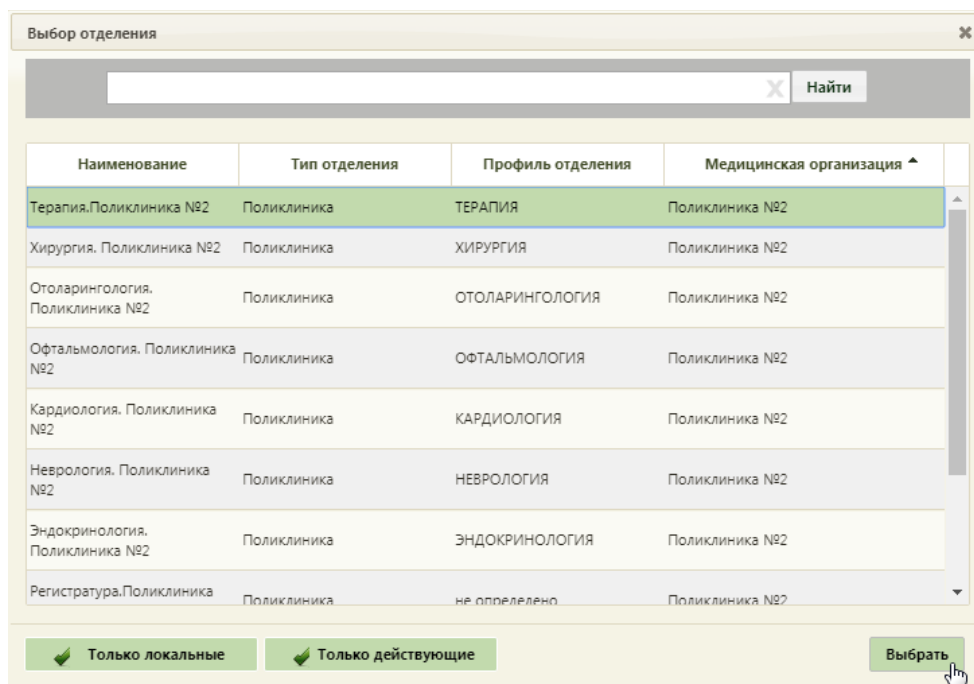 Выбор отделения
Найти
Наименование Тип отделения Профиль отделения Медицинская организация
Терапия.Поликлиника №2 Поликлиника ТЕРАПИЯ Поликлиника №2
Хирургия. Поликлиника №2 Поликлиника ХИРУРГИЯ Поликлиника №2
Отоларингология.
Поликлиника №2 Поликлиника ОТОЛАРИНГОЛОГИЯ Поликлиника №2
Офтальмология. Поликлиника
№2 Поликлиника ОФТАЛЬМОЛОГИЯ Поликлиника №2
Кардиология. Поликлиника
№2 Поликлиника КАРДИОЛОГИЯ Поликлиника №2
Неврология. Поликлиника
№2 Поликлиника НЕВРОЛОГИЯ Поликлиника №2
Эндокринология.
Поликлиника №2 Поликлиника ЭНДОКРИНОЛОГИЯ Поликлиника №2
Регистратура.Поликлиника
Поликлиника не определено Поликлиника №2
Только локальные Только действующие Выбрать